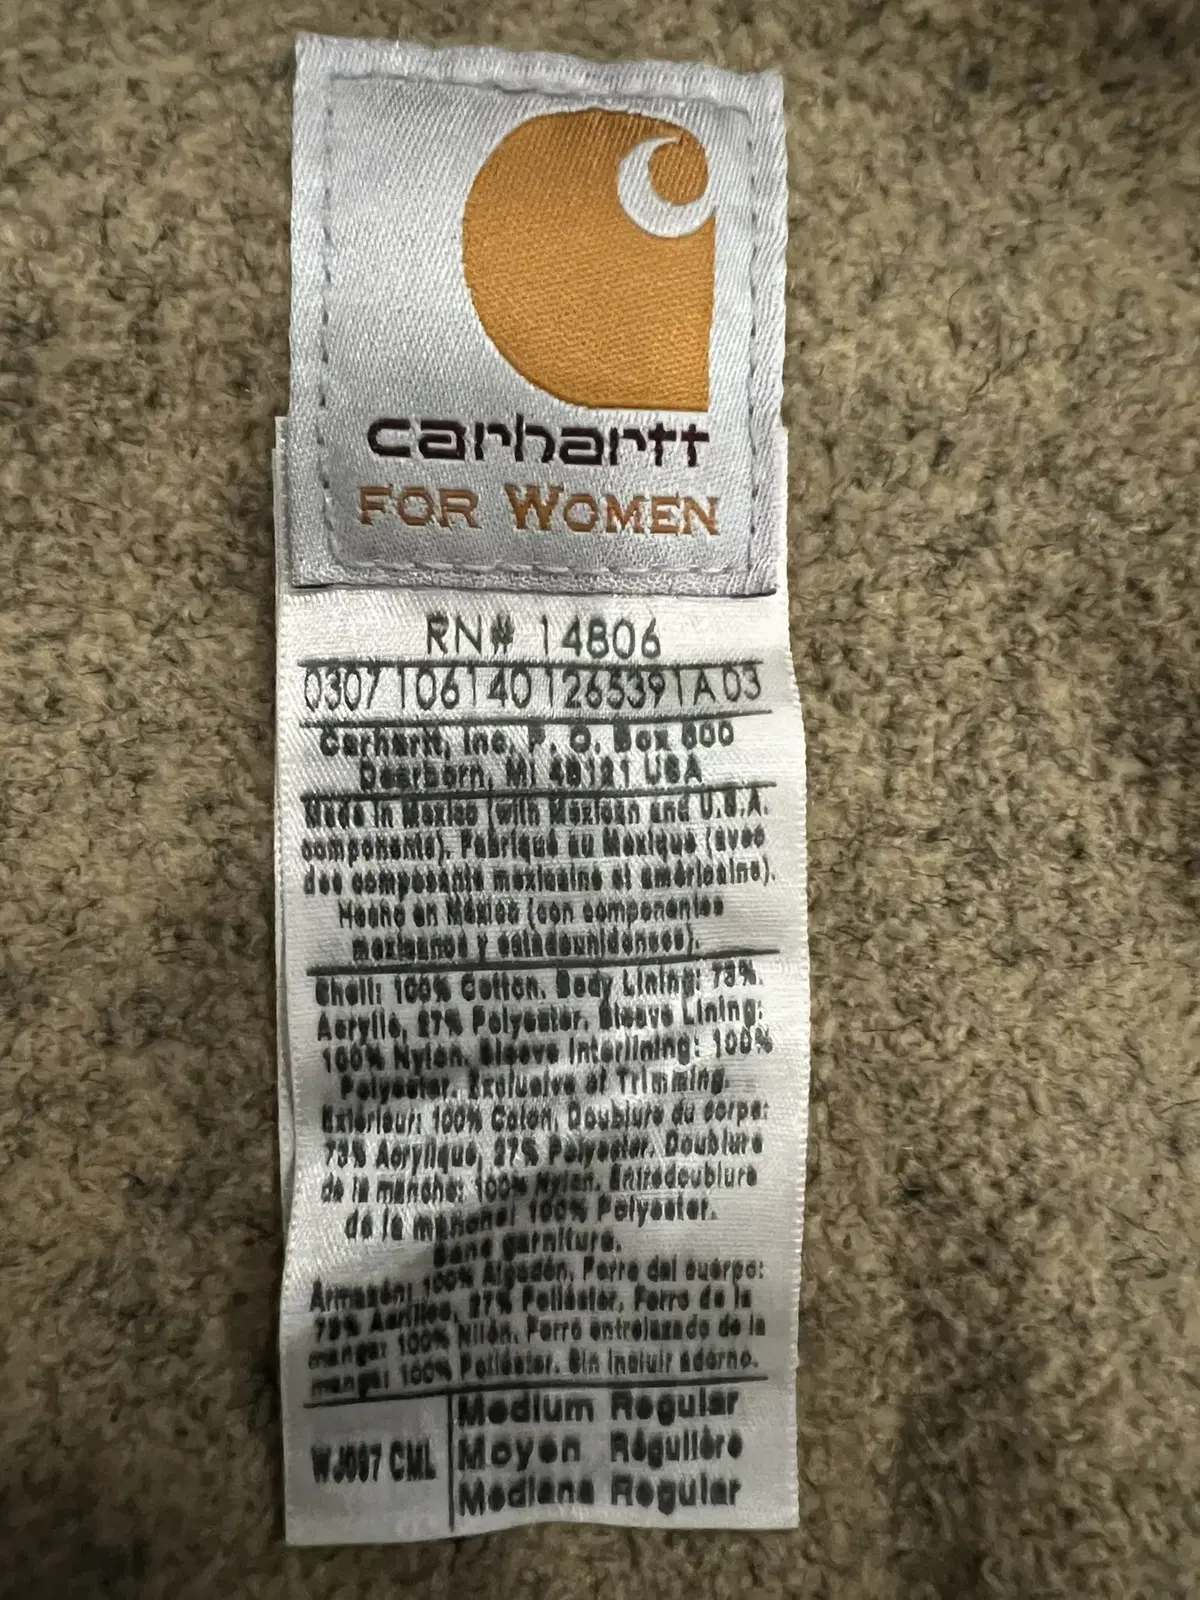 carhartt
FOR WOMEN
RN# 14806
0307 106140 1265391A 03
Carhartt, Inc. P. O. Box 600
Dearborn, MI 48121 USA
Made in Mexico (with Mexican and U.S.A.
components). Fabriqué au Mexique (avec
des composants mexicains et américains).
Hecho en México (con componentes
mexicanos y estadounidenses).
Shell: 100% Cotton. Body Lining: 73%
Acrylic, 27% Polyester. Sleeve Lining:
100% Nylon. Sleeve Interlining: 100%
Polyester. Exclusive of Trimming.
Exterieur: 100% Coton. Doublure du corps:
73% Acrylique, 27% Polyester. Doublure
de la manche: 100% Nylon. Entredoublure
de la manche: 100% Polyester.
Sans garniture.
Armazón: 100% Algodón. Forro del cuerpo:
73% Acrílico, 27% Poliéster. Forro de la
manga: 100% Nilón. Forro entrelazado de la
manga: 100% Poliéster. Sin incluir adorno.
WJ097 CML
Medium Regular
Moyen Régulière
Mediana Regular